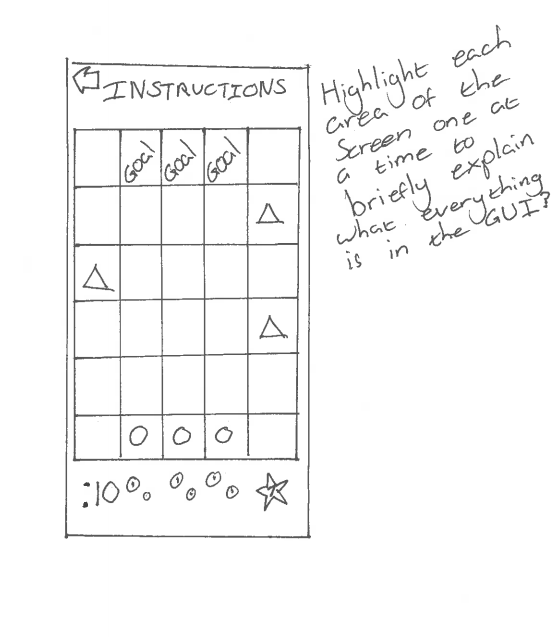 INSTRUCTIONS
Goal Goal Goal
:10
Highlight each
area of the
Screen one at
a time to
briefly explain
what everything
is in the GUI?